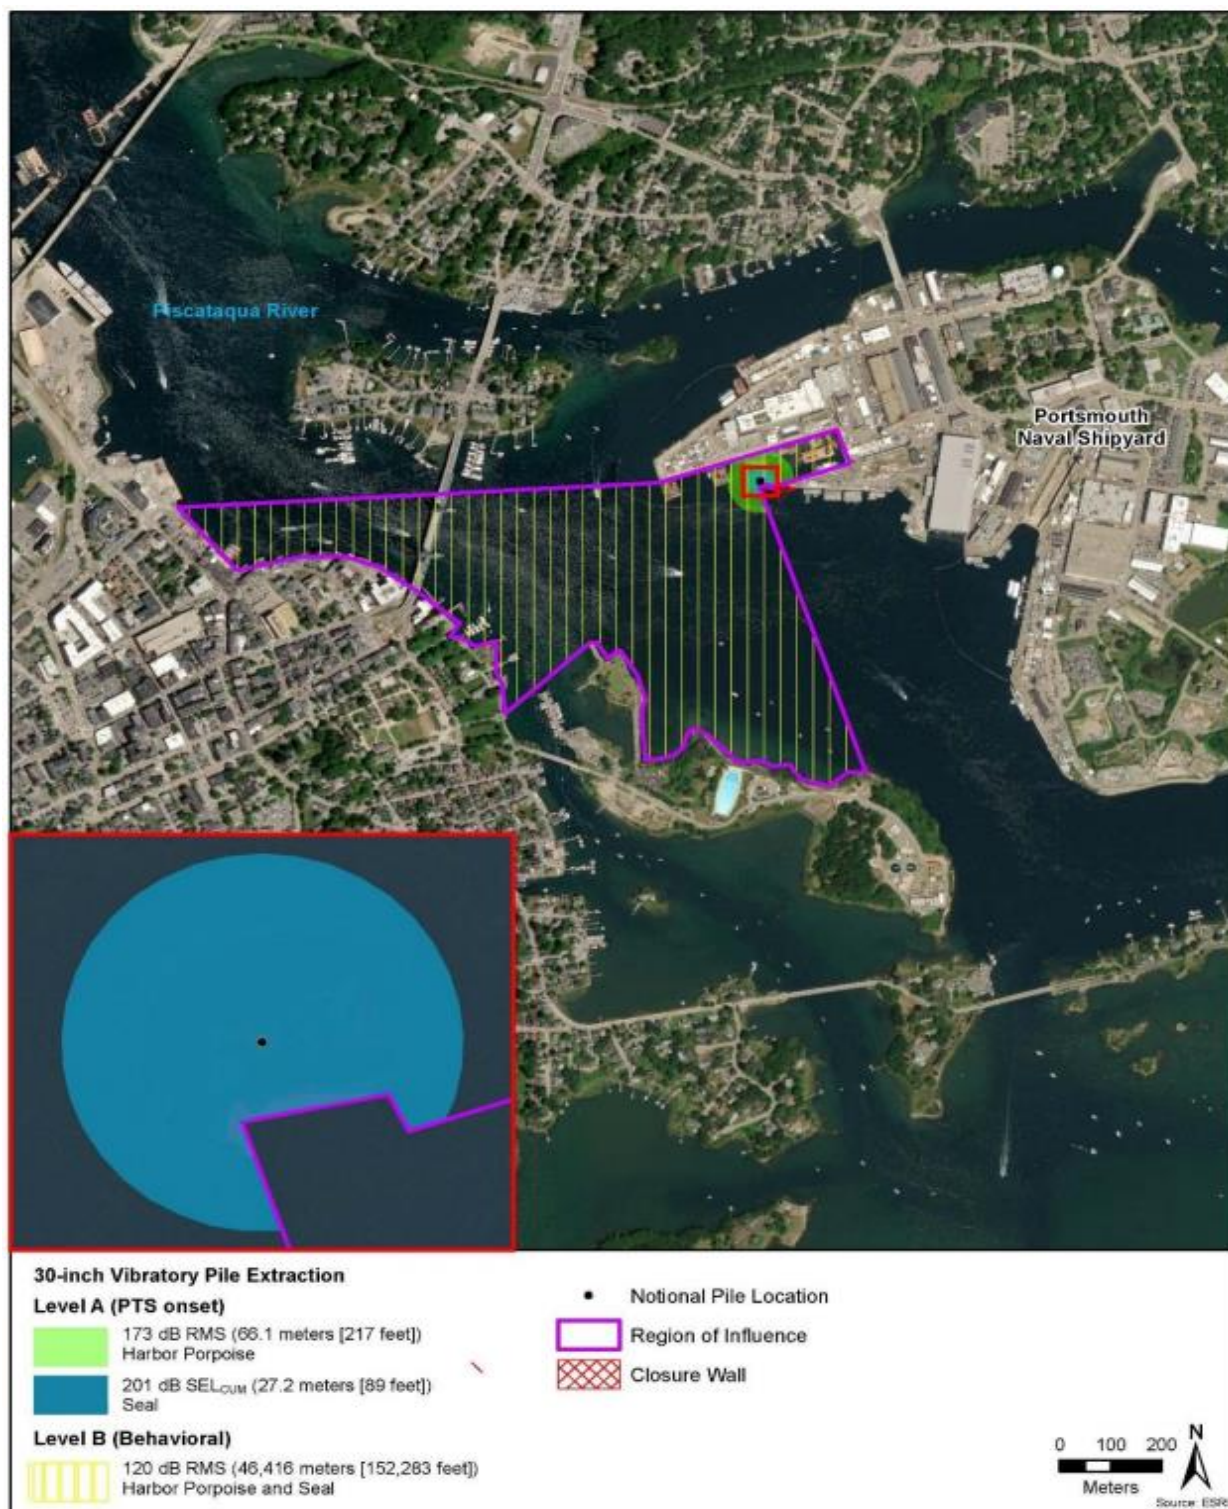 Piscataqua River
Portsmouth
Naval Shipyard
30-inch Vibratory Pile Extraction
Level A (PTS onset)
173 dB RMS (66.1 meters [217 feet])
Harbor Porpoise
201 dB SELCUM (27.2 meters [89 feet])
Seal
Level B (Behavioral)
120 dB RMS (46,416 meters [152,283 feet])
Harbor Porpoise and Seal
Notional Pile Location
Region of Influence
Closure Wall
N
0 100 200
Meters
Source: ESRI